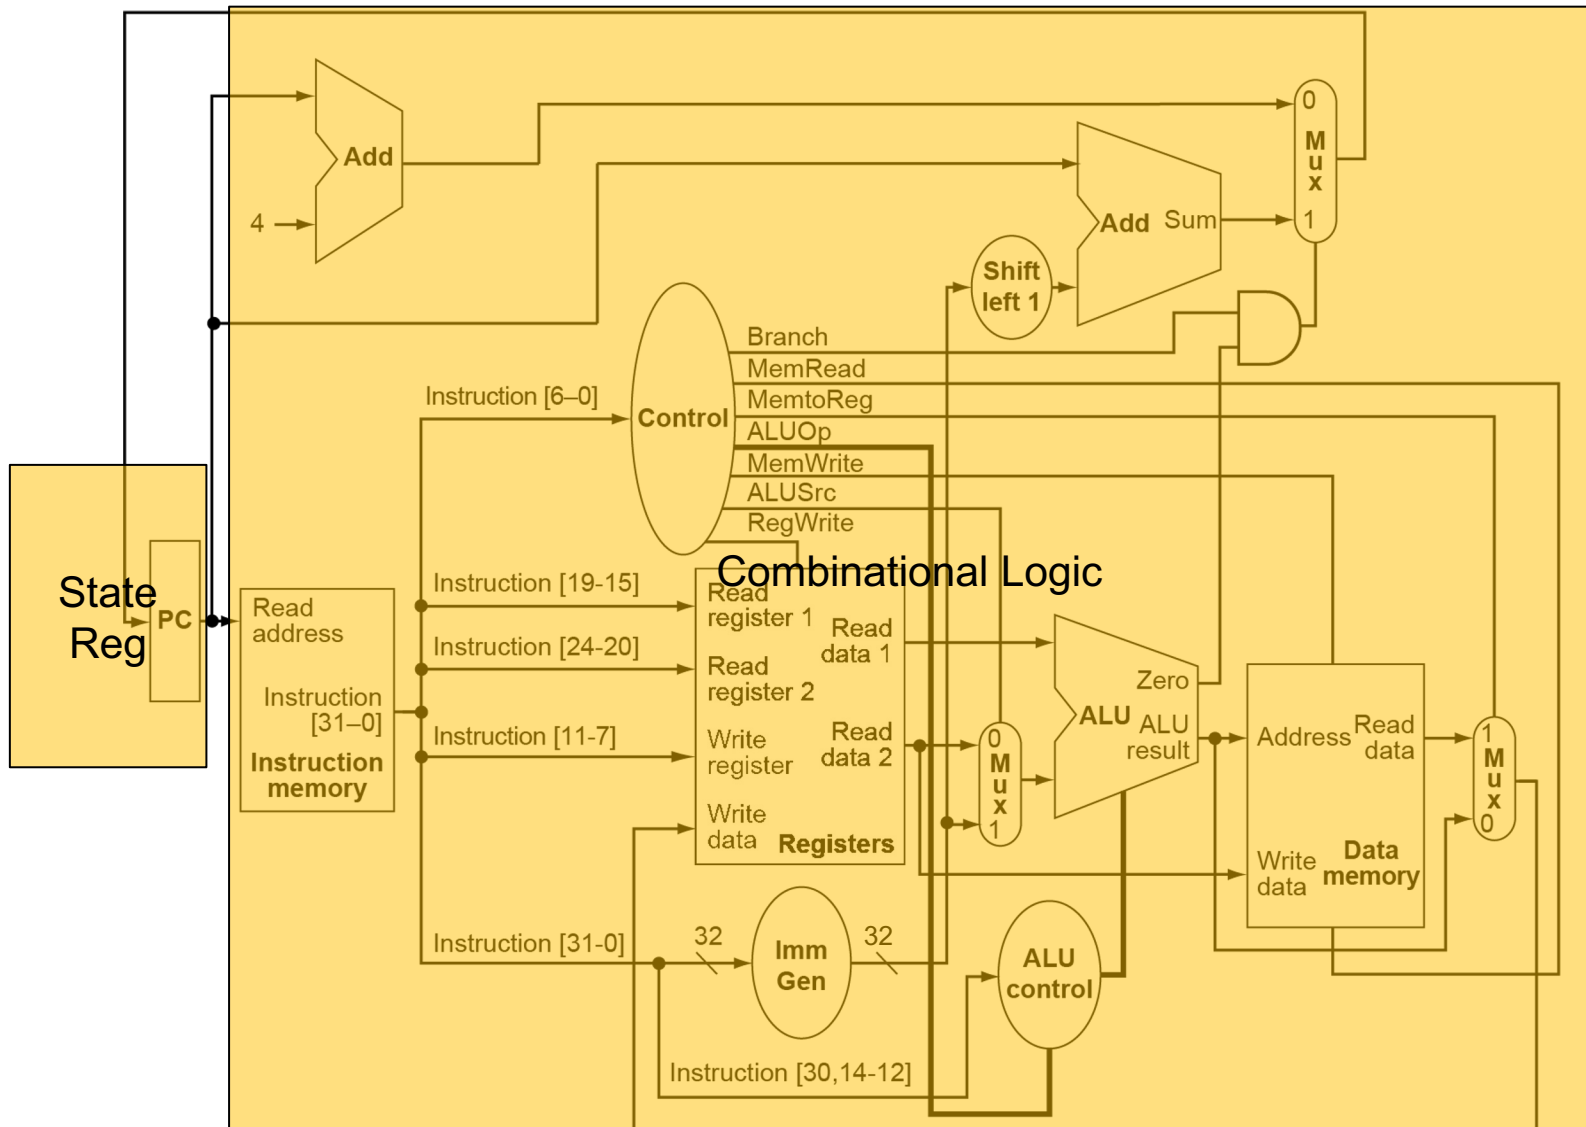 Add
4
0
M
u
x
1
Add Sum
Shift
left 1
Branch
MemRead
MemtoReg
ALUOp
MemWrite
ALUSrc
RegWrite
Instruction [6–0]
Control
Combinational Logic
State
Reg
PC
Read
address
Instruction
[31–0]
Instruction
memory
Instruction [19-15]
Instruction [24-20]
Instruction [11-7]
Instruction [31-0]
Read
register 1
Read
register 2
Write
register
Write
data
Read
data 1
Read
data 2
Registers
0
M
u
x
1
Zero
ALU
ALU
result
Address
Read
data
Write
data
Data
memory
1
M
u
x
0
32
Imm
Gen
32
ALU
control
Instruction [30,14-12]